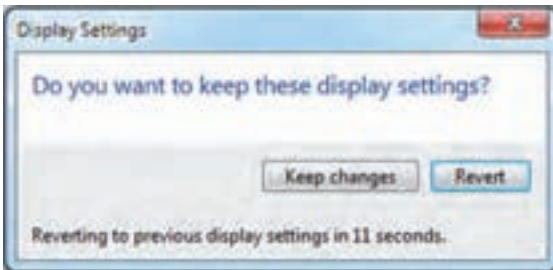 Display Settings
Do you want to keep these display settings?
Keep changes Revert
Reverting to previous display settings in 11 seconds.